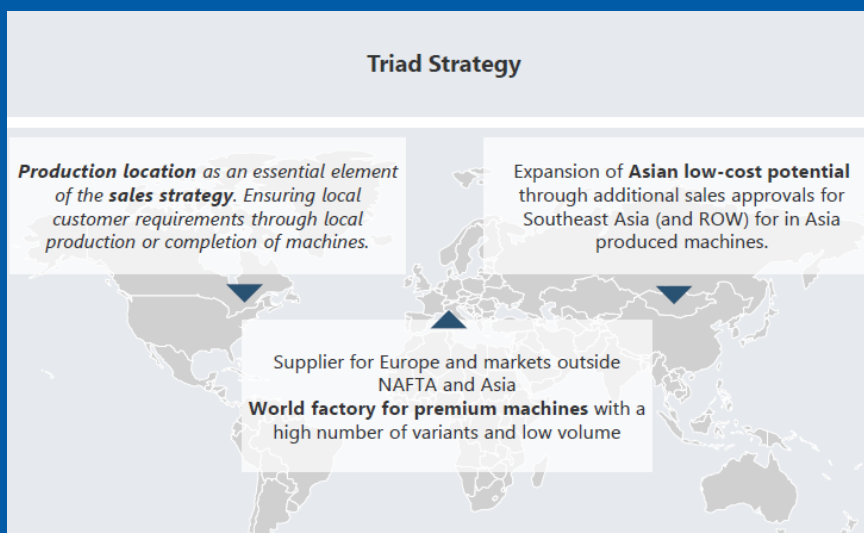 Triad Strategy
Production location as an essential element
of the sales strategy. Ensuring local
customer requirements through local
production or completion of machines.
Expansion of Asian low-cost potential
through additional sales approvals for
Southeast Asia (and ROW) for in Asia
produced machines.
Supplier for Europe and markets outside
NAFTA and Asia
World factory for premium machines with a
high number of variants and low volume